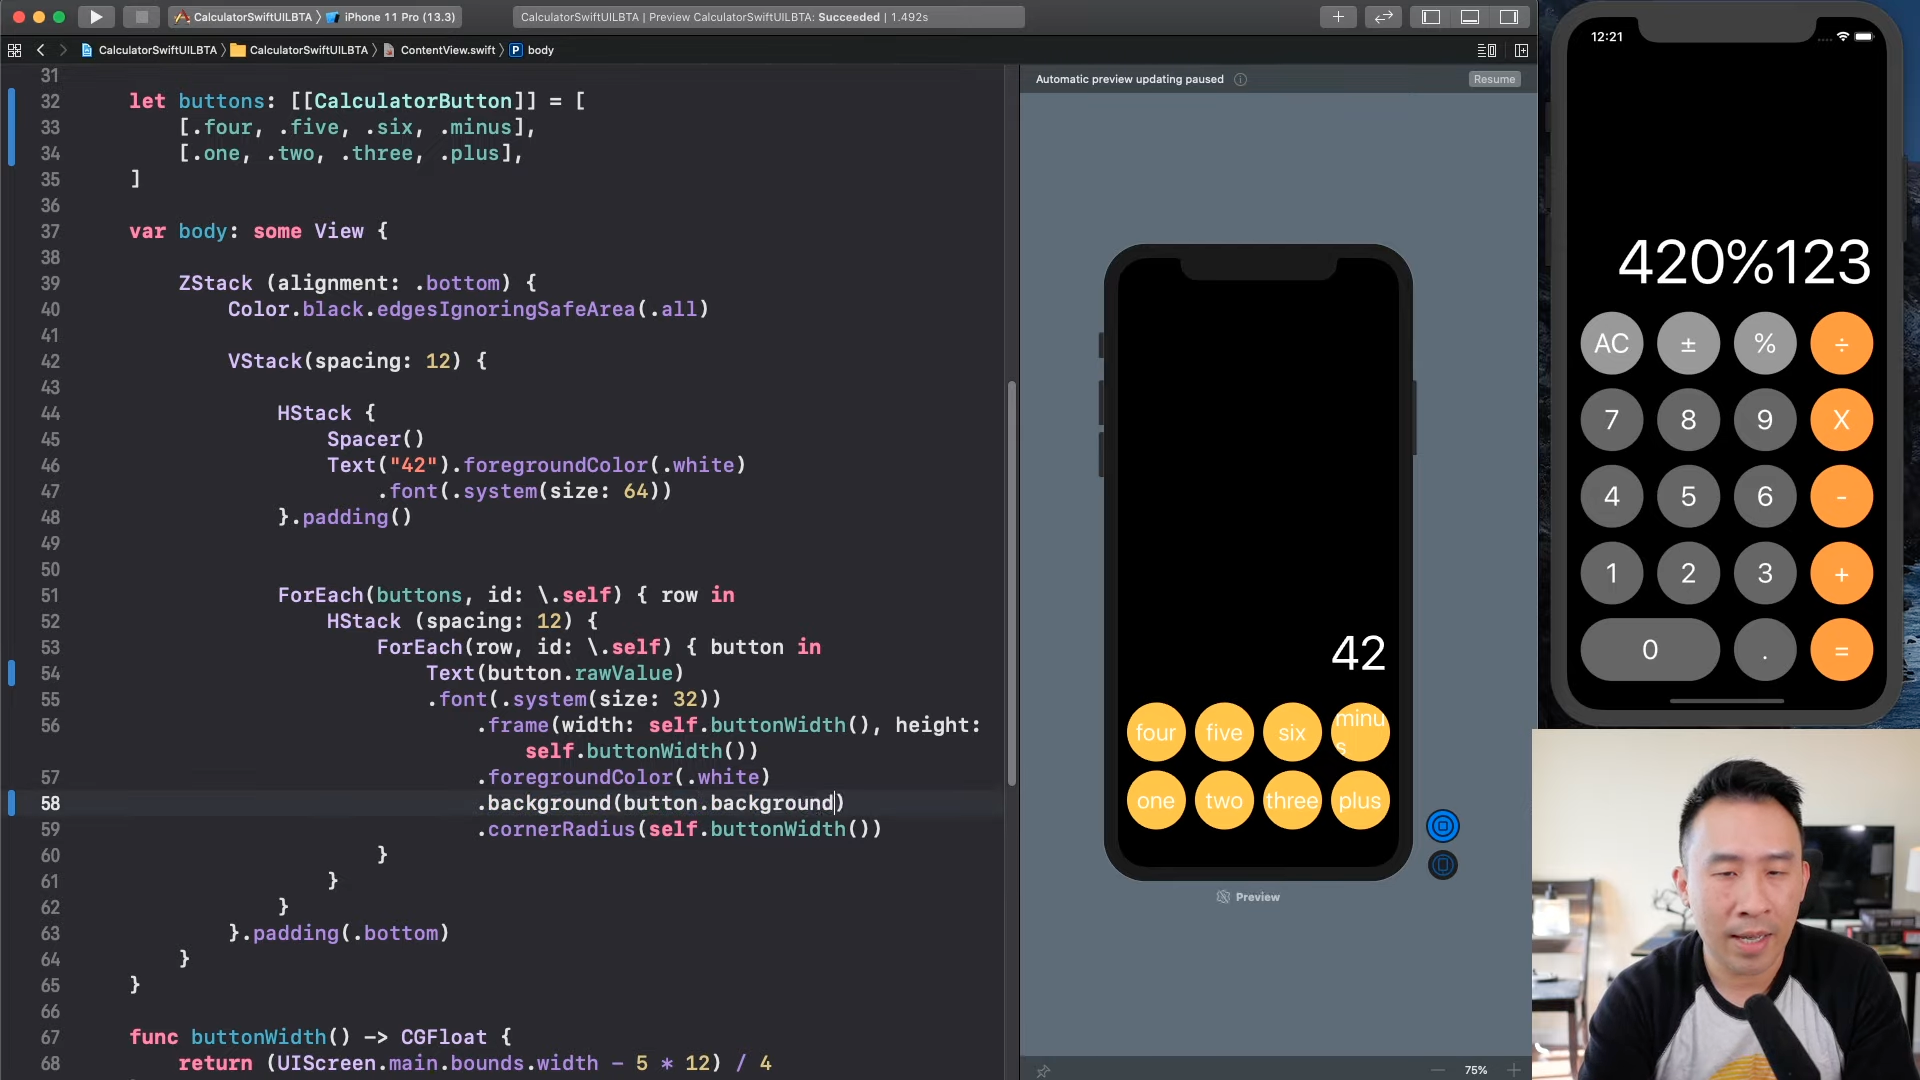 CalculatorSwiftUILBTA 〉 iPhone 11 Pro (13.3)
CalculatorSwiftUILBTA | Preview CalculatorSwiftUILBTA: Succeeded | 1.492s
CalculatorSwiftUILBTA 〉 CalculatorSwiftUILBTA 〉 ContentView.swift 〉 P body
31
32 let buttons: [[CalculatorButton]] = [
33 [.four, .five, .six, .minus],
34 [.one, .two, .three, .plus],
35 ]
36
37 var body: some View {
38
39 ZStack (alignment: .bottom) {
40 Color.black.edgesIgnoringSafeArea(.all)
41
42 VStack(spacing: 12) {
43
44 HStack {
45 Spacer()
46 Text("42").foregroundColor(.white)
47 .font(.system(size: 64))
48 }.padding()
49
50
51 ForEach(buttons, id: \.self) { row in
52 HStack (spacing: 12) {
53 ForEach(row, id: \.self) { button in
54 Text(button.rawValue)
55 .font(.system(size: 32))
56 .frame(width: self.buttonWidth(), height:
self.buttonWidth())
57 .foregroundColor(.white)
58 .background(button.background)
59 .cornerRadius(self.buttonWidth())
60 }
61 }
62 }
63 }.padding(.bottom)
64 }
65 }
66
67 func buttonWidth() -> CGFloat {
68 return (UIScreen.main.bounds.width - 5 * 12) / 4
Automatic preview updating paused
Resume
42
four five six minu
s
one two three plus
Preview
75%
12:21
420%123
AC ± % ÷
7 8 9 X
4 5 6 -
1 2 3 +
0 . =